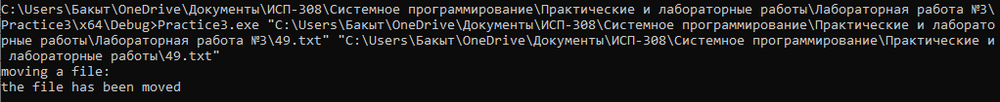 C:\Users\Бакыт\OneDrive\Документы\ИСП-308\Системное программирование\Практические и лабораторные работы\Лабораторная работа №3\
Practice3\x64\Debug>Practice3.exe "C:\Users\Бакыт\OneDrive\Документы\ИСП-308\Системное программирование\Практические и лаборато
рные работы\Лабораторная работа №3\49.txt" "C:\Users\Бакыт\OneDrive\Документы\ИСП-308\Системное программирование\Практические и
 лабораторные работы\49.txt"
moving a file:
the file has been moved